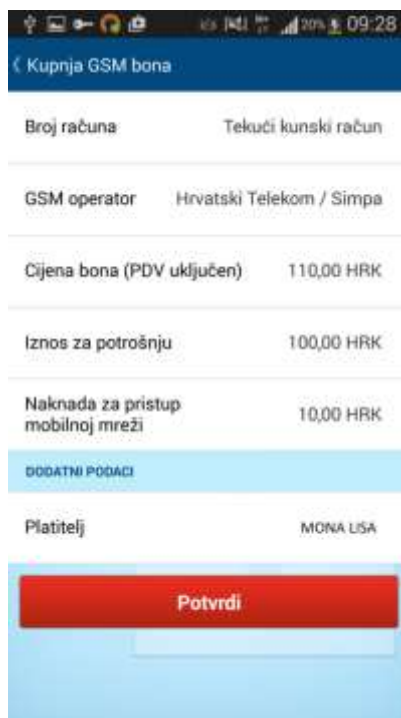 20% 09:28
Kupnja GSM bona
Broj računa Tekući kunski račun
GSM operator Hrvatski Telekom / Simpa
Cijena bona (PDV uključen) 110,00 HRK
Iznos za potrošnju 100,00 HRK
Naknada za pristup
mobilnoj mreži 10,00 HRK
DODATNI PODACI
Platitelj MONA LISA
Potvrdi